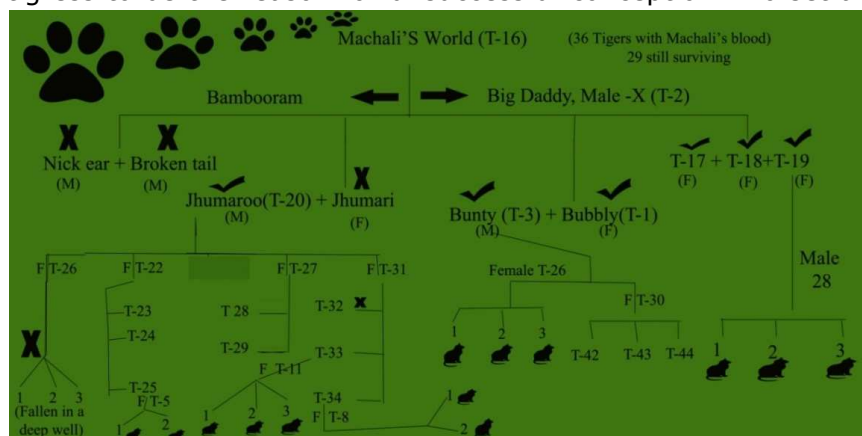 Machali'S World (T-16)
(36 Tigers with Machali's blood)
29 still surviving
Bambooram
Big Daddy, Male -X (T-2)
X X
Nick ear + Broken tail
(M) (M)
X
Jhumaroo(T-20) + Jhumari
(M) (F)
Bunty (T-3) + Bubbly(T-1)
(M) (F)
T-17 + T-18+T-19
(F) (F) (F)
F T-26 F T-22 F T-27 F T-31
Female T-26
Male
28
T-23
T-24
T 28
T-29
T-32 x
T-33
F T-30
1 2 3
T-42 T-43 T-44
1 2 3
X
1 2 3
(Fallen in a
deep well)
T-25
F T-5
1 2
F T-11
1 2 3
T-34
F T-8
1
2